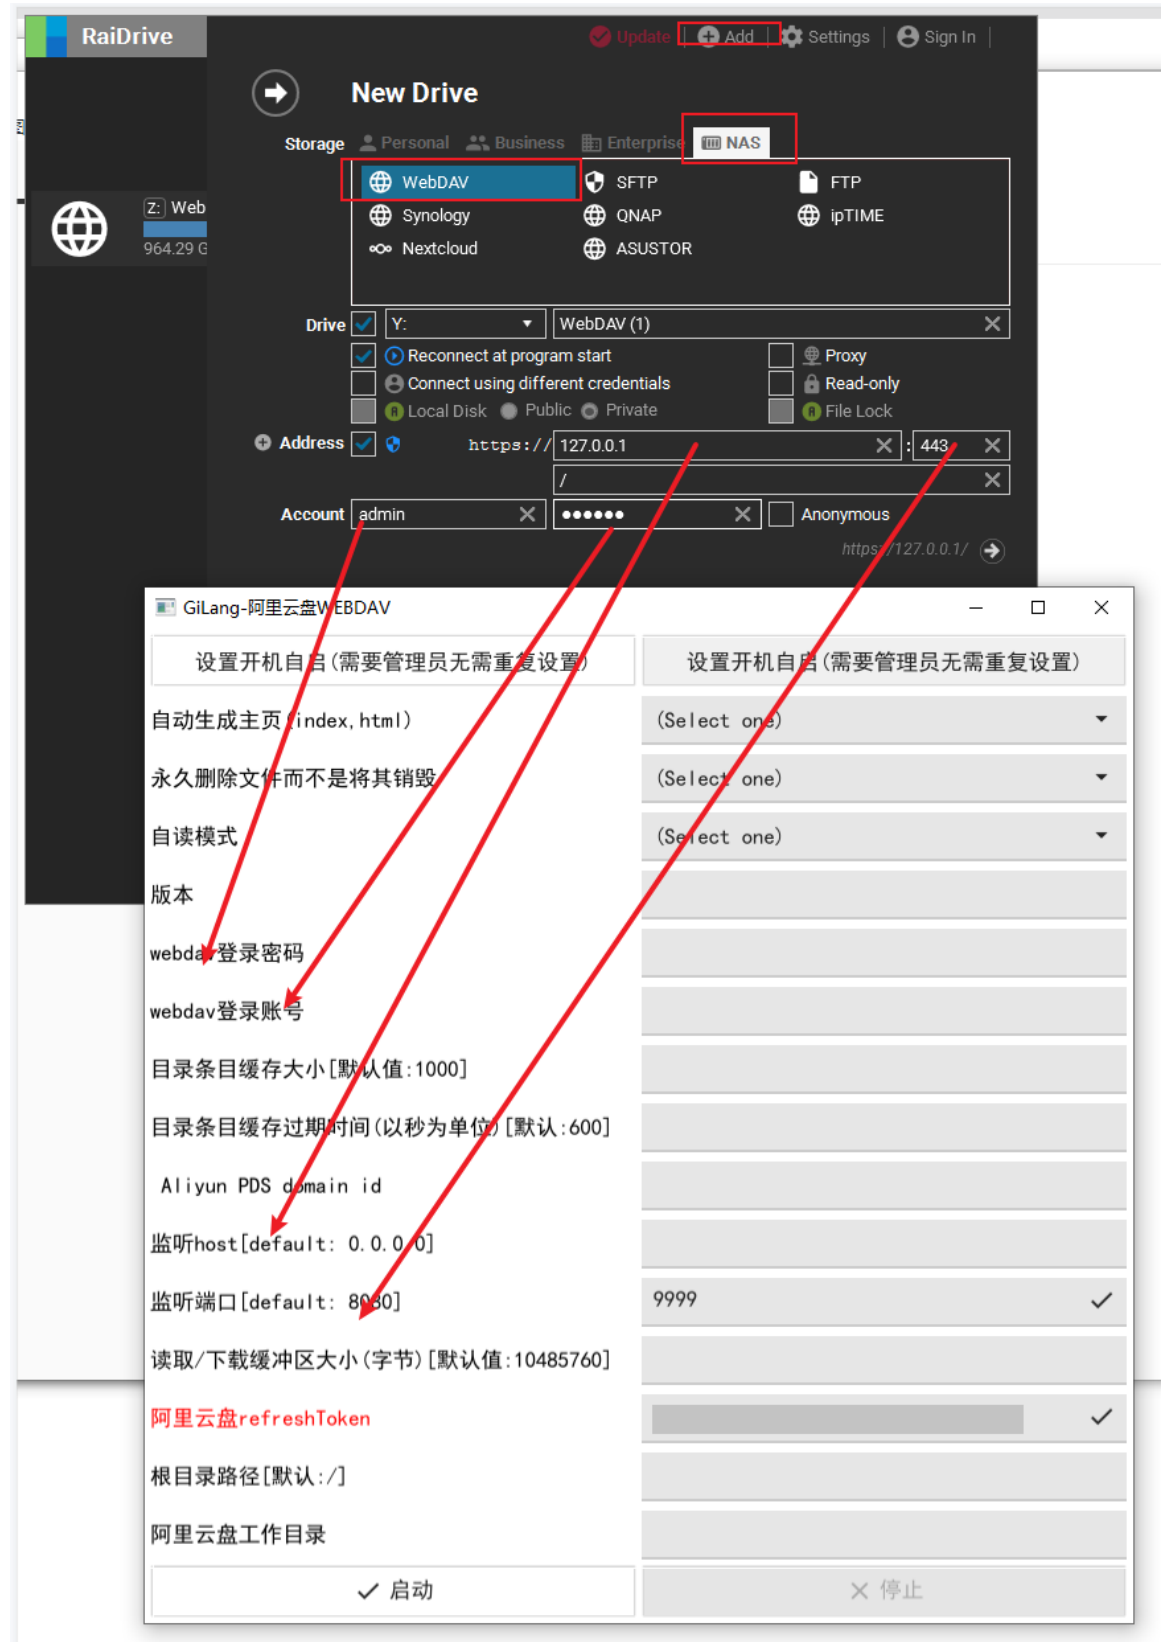 RaiDrive
Update | Add | Settings | Sign In |
New Drive
Storage Personal Business Enterprise NAS
WebDAV SFTP FTP
Synology QNAP ipTIME
Nextcloud ASUSTOR
Z: Web
964.29 G
Drive Y: WebDAV (1)
Reconnect at program start Proxy
Connect using different credentials Read-only
Local Disk Public Private File Lock
Address https:// 127.0.0.1 : 443
/
Account admin •••••• Anonymous
https://127.0.0.1/
GiLang-阿里云盘WEBDAV
设置开机自启(需要管理员无需重复设置) 设置开机自启(需要管理员无需重复设置)
自动生成主页(index,html) (Select one)
永久删除文件而不是将其销毁 (Select one)
自读模式 (Select one)
版本
webdav登录密码
webdav登录账号
目录条目缓存大小[默认值:1000]
目录条目缓存过期时间(以秒为单位)[默认:600]
Aliyun PDS domain id
监听host[default: 0.0.0.0]
监听端口[default: 8080] 9999
读取/下载缓冲区大小(字节)[默认值:10485760]
阿里云盘refreshToken
根目录路径[默认:/]
阿里云盘工作目录
启动 停止